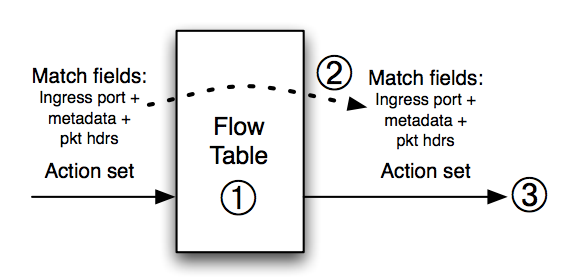 Match fields:
Ingress port +
metadata +
pkt hdrs
Action set
Flow
Table
①
②
Match fields:
Ingress port +
metadata +
pkt hdrs
Action set
③